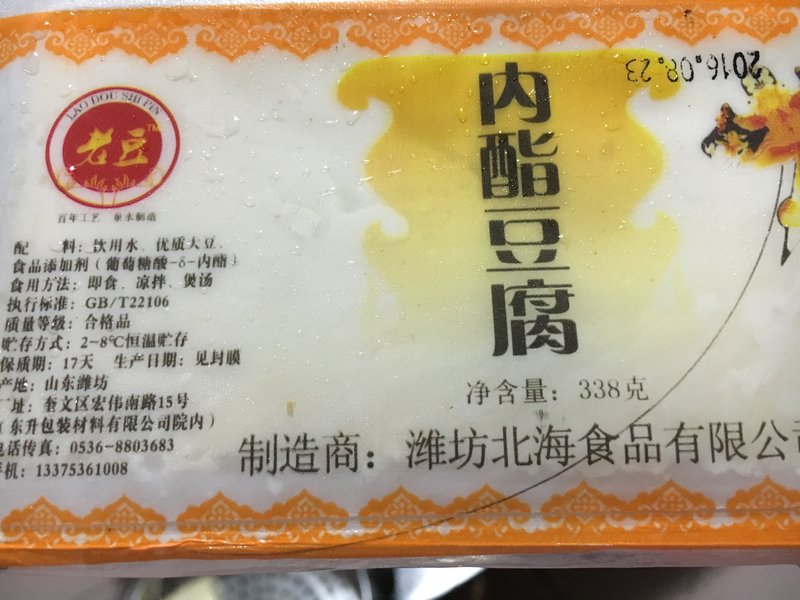 2016.08.23
LAO DOU SHI PIN
老豆
TM
百年工艺 泉水制造
内酯豆腐
配 料：饮用水、优质大豆、
食品添加剂（葡萄糖酸-δ-内酯）
食用方法：即食、凉拌、煲汤
执行标准：GB/T22106
质量等级：合格品
贮存方式：2-8℃恒温贮存
保质期：17天 生产日期：见封膜
产地：山东潍坊
厂址：奎文区宏伟南路15号
（东升包装材料有限公司院内）
电话传真：0536-8803683
手机：13375361008
净含量：338克
制造商：潍坊北海食品有限公司